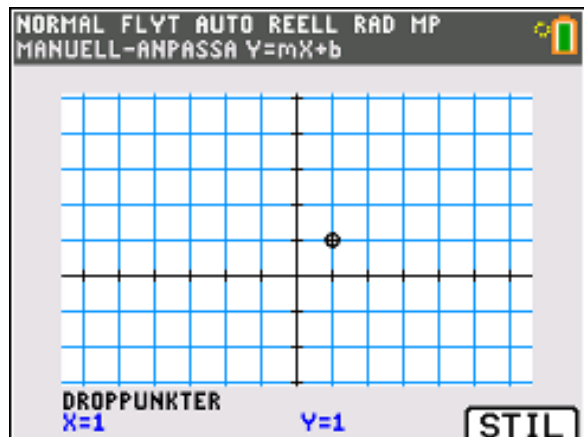 NORMAL FLYT AUTO REELL RAD MP
MANUELL-ANPASSA Y=mX+b
DROPPUNKTER
X=1 Y=1
STIL